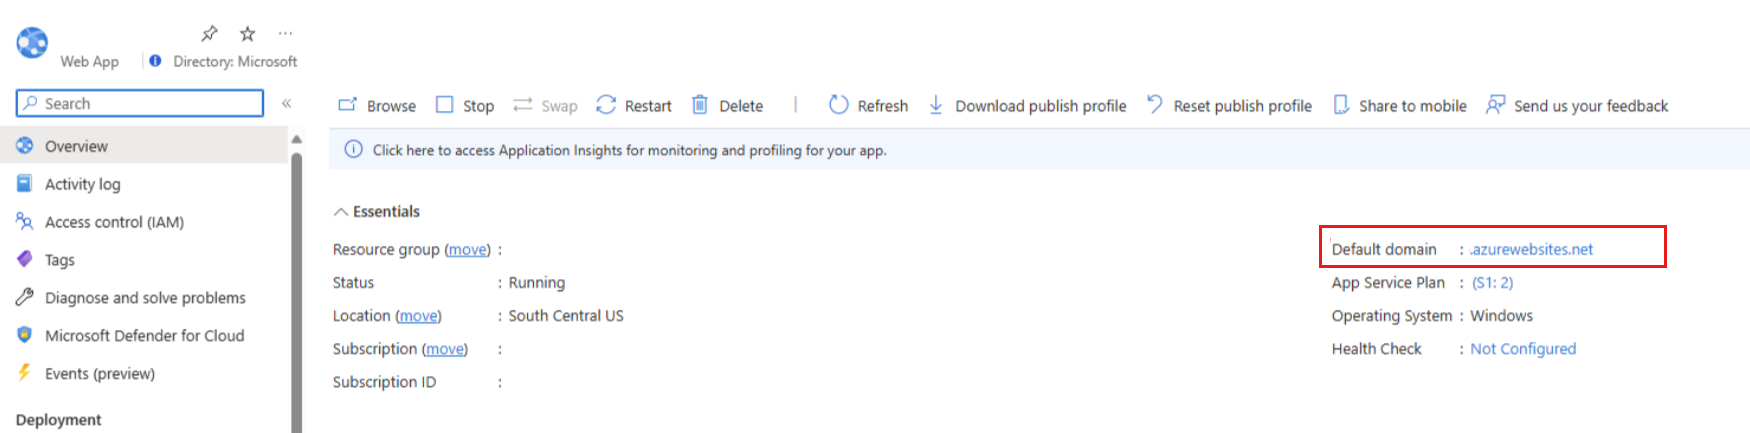 Web App
Directory: Microsoft
Search
Browse Stop Swap Restart Delete Refresh Download publish profile Reset publish profile Share to mobile Send us your feedback
Overview
Click here to access Application Insights for monitoring and profiling for your app.
Activity log
Access control (IAM)
Essentials
Tags
Resource group (move) :
Default domain : .azurewebsites.net
Status : Running
App Service Plan : (S1: 2)
Diagnose and solve problems
Location (move) : South Central US
Operating System : Windows
Microsoft Defender for Cloud
Subscription (move) :
Health Check : Not Configured
Events (preview)
Subscription ID :
Deployment